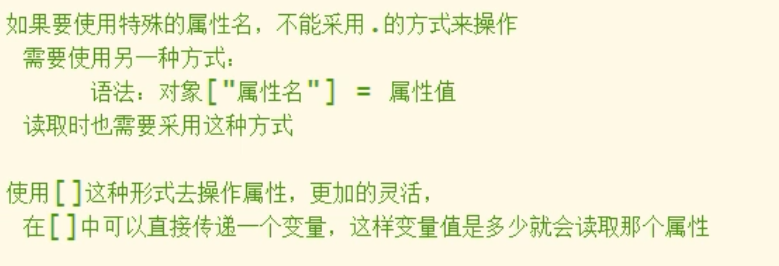 如果要使用特殊的属性名，不能采用.的方式来操作
需要使用另一种方式：
语法：对象["属性名"] = 属性值
读取时也需要采用这种方式
使用[]这种形式去操作属性，更加的灵活，
在[]中可以直接传递一个变量，这样变量值是多少就会读取那个属性